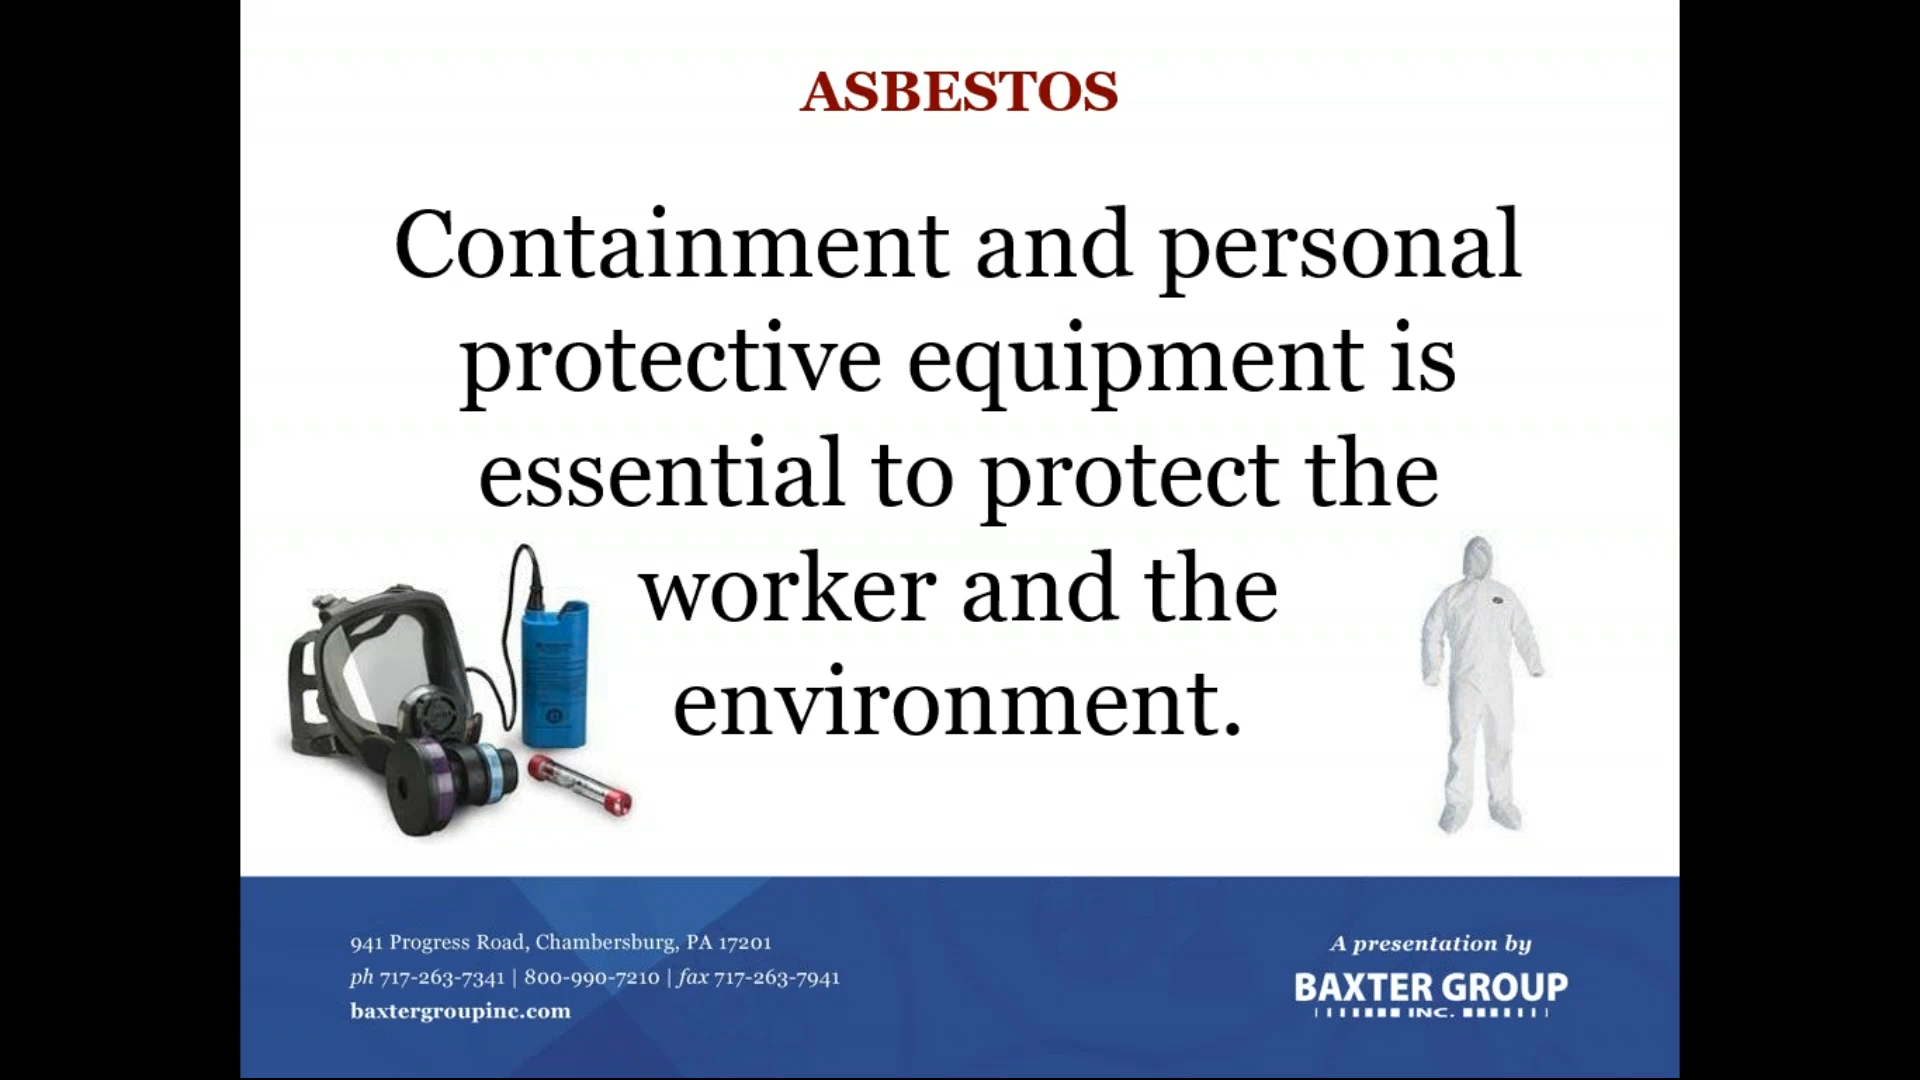 ASBESTOS
Containment and personal
protective equipment is
essential to protect the
worker and the
environment.
941 Progress Road, Chambersburg, PA 17201
ph 717-263-7341 | 800-990-7210 | fax 717-263-7941
baxtergroupinc.com
A presentation by
BAXTER GROUP
INC.